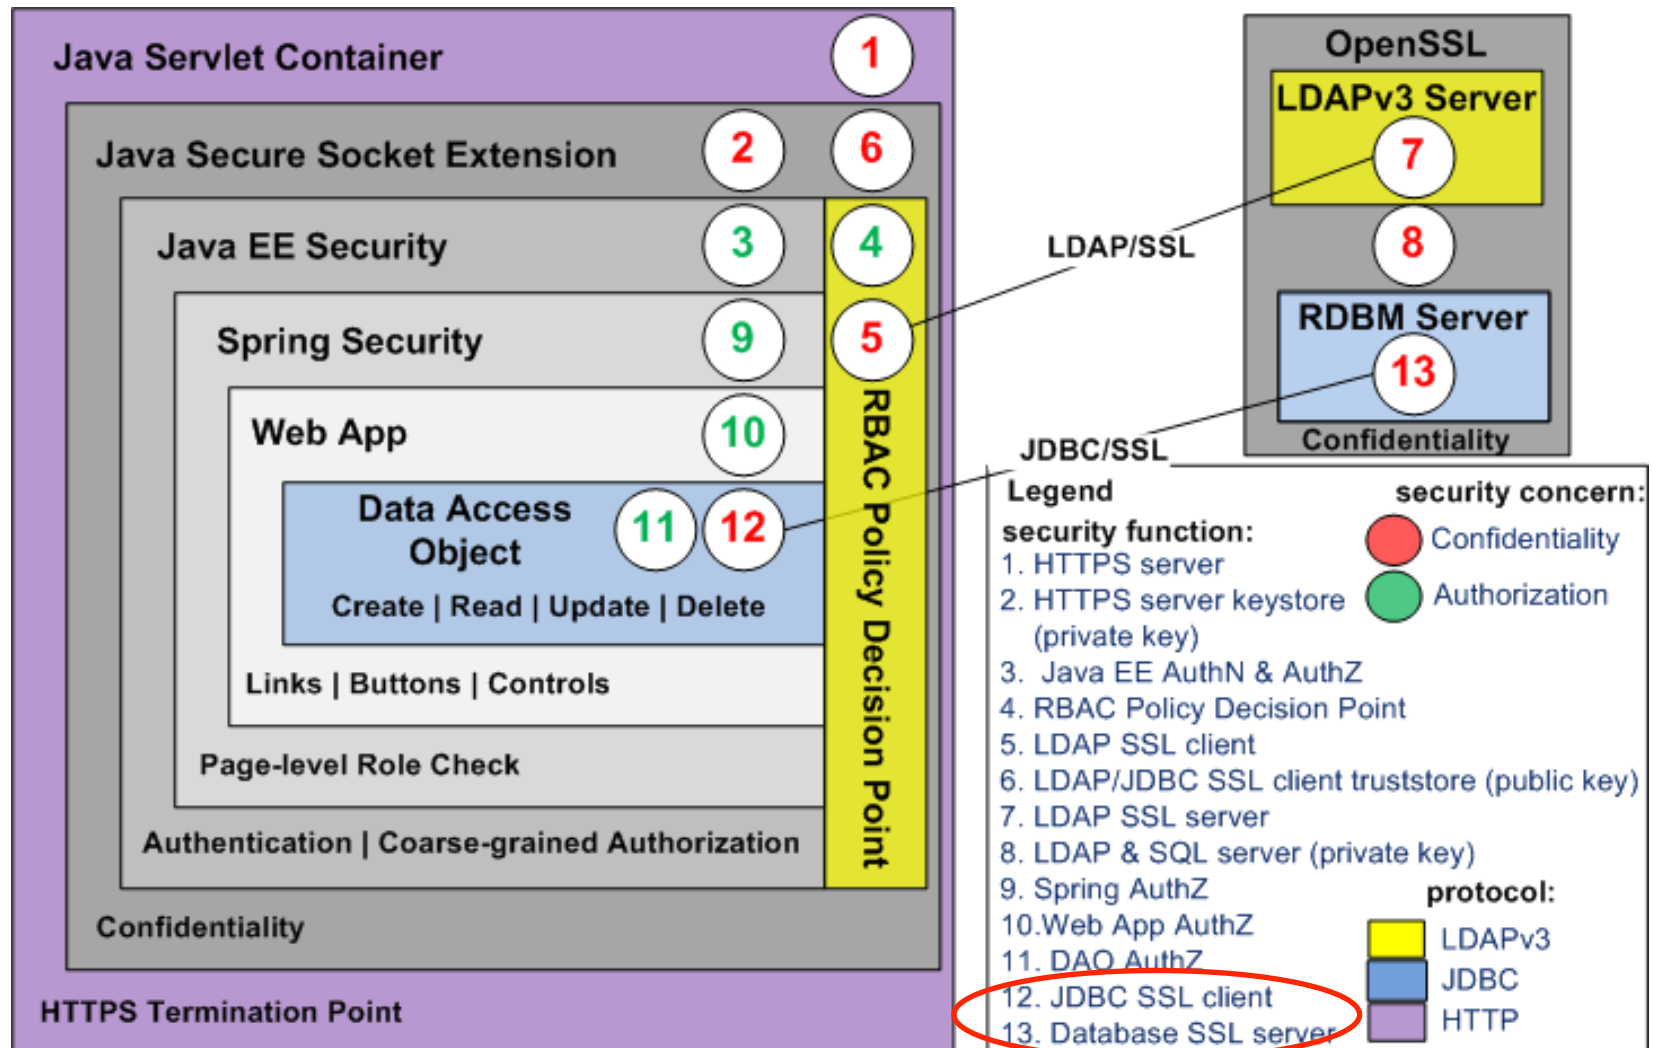 Java Servlet Container
1
Java Secure Socket Extension
2
6
Java EE Security
3
4
Spring Security
9
5
Web App
10
Data Access
Object
11
12
Create | Read | Update | Delete
Links | Buttons | Controls
Page-level Role Check
Authentication | Coarse-grained Authorization
Confidentiality
HTTPS Termination Point
RBAC Policy Decision Point
LDAP/SSL
JDBC/SSL
OpenSSL
LDAPv3 Server
7
8
RDBM Server
13
Confidentiality
Legend
security function:
1. HTTPS server
2. HTTPS server keystore
(private key)
3. Java EE AuthN & AuthZ
4. RBAC Policy Decision Point
5. LDAP SSL client
6. LDAP/JDBC SSL client truststore (public key)
7. LDAP SSL server
8. LDAP & SQL server (private key)
9. Spring AuthZ
10.Web App AuthZ
11. DAO AuthZ
12. JDBC SSL client
13. Database SSL server
security concern:
Confidentiality
Authorization
protocol:
LDAPv3
JDBC
HTTP